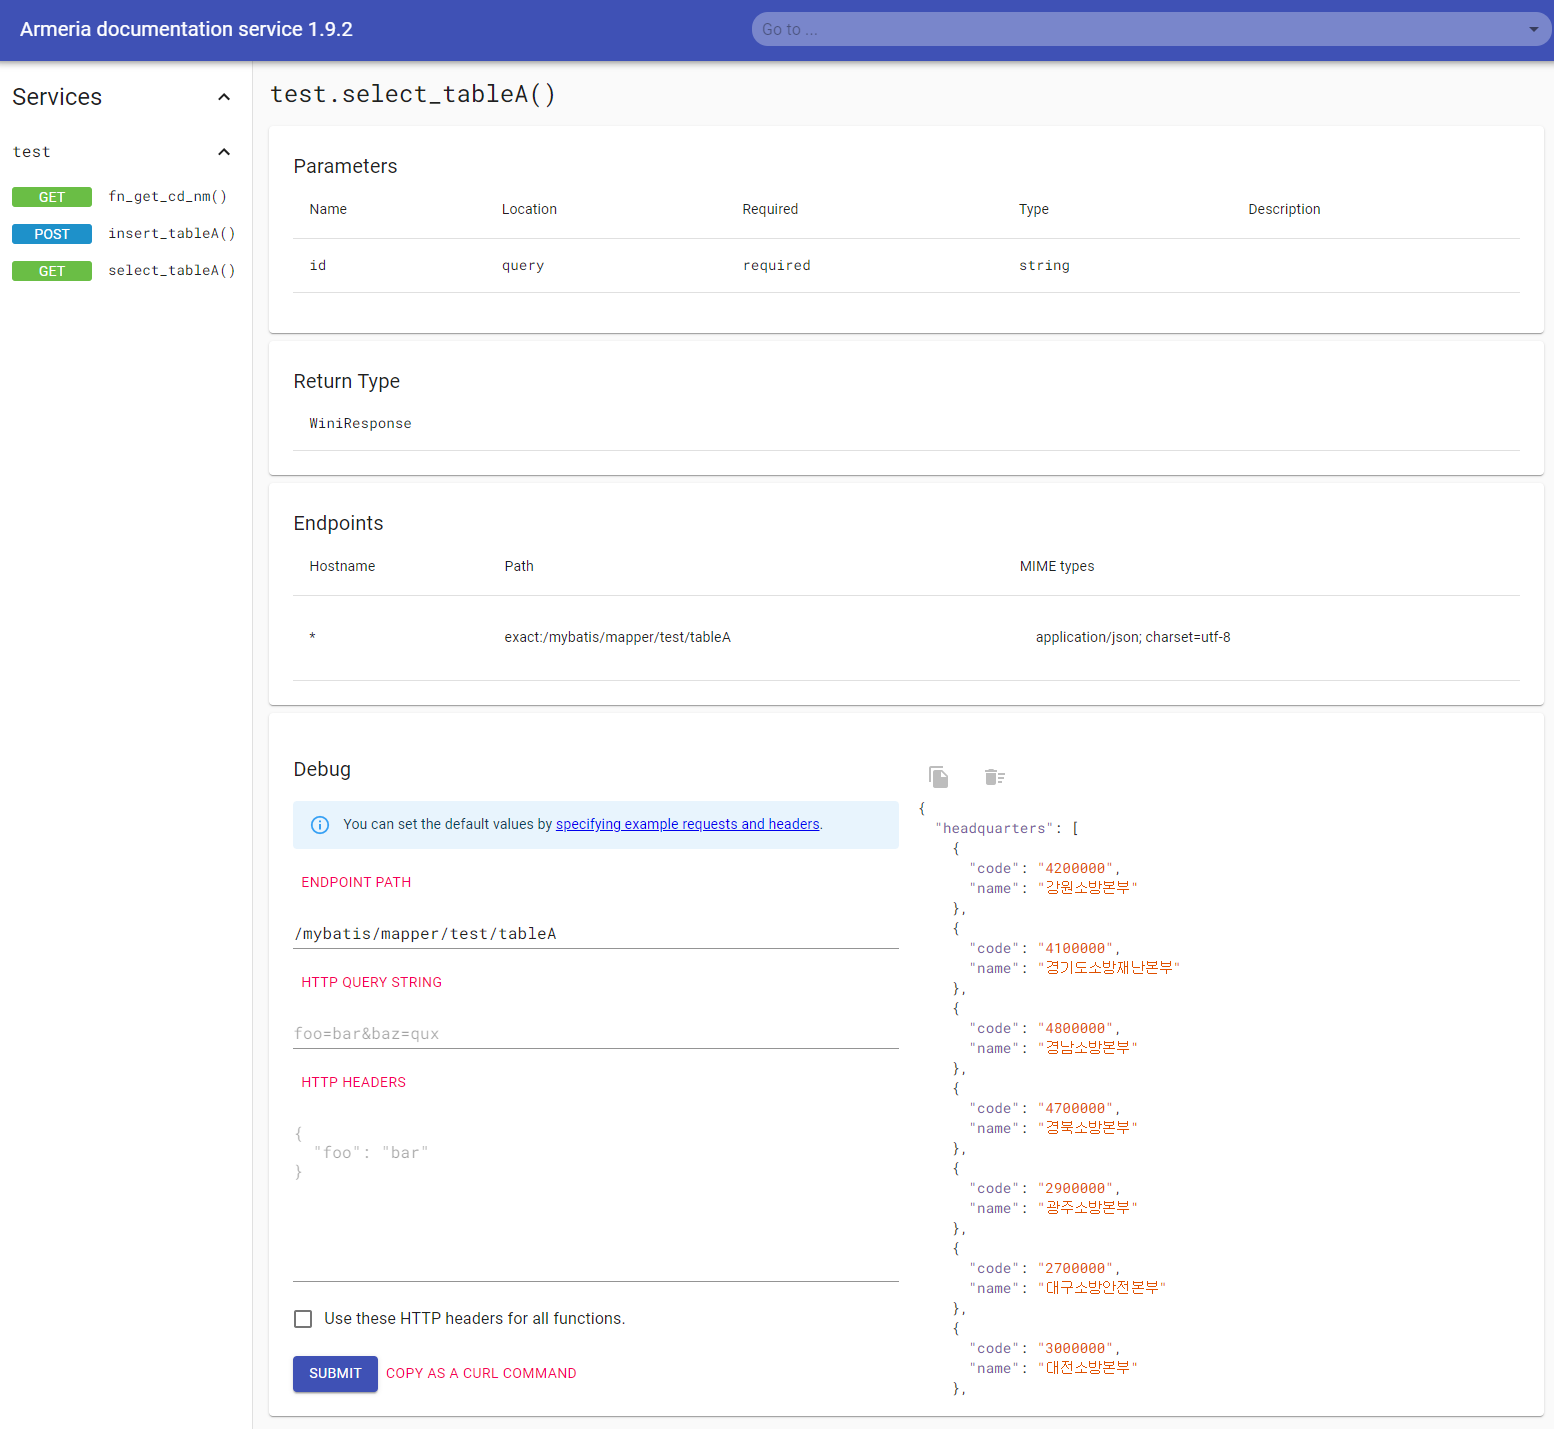 Armeria documentation service 1.9.2
Go to ...
Services
test
GET fn_get_cd_nm()
POST insert_tableA()
GET select_tableA()
test.select_tableA()
Parameters
Name Location Required Type Description
id query required string
Return Type
WiniResponse
Endpoints
Hostname Path MIME types
* exact:/mybatis/mapper/test/tableA application/json; charset=utf-8
Debug
You can set the default values by specifying example requests and headers.
ENDPOINT PATH
/mybatis/mapper/test/tableA
HTTP QUERY STRING
foo=bar&baz=qux
HTTP HEADERS
{
"foo": "bar"
}
Use these HTTP headers for all functions.
SUBMIT COPY AS A CURL COMMAND
{
"headquarters": [
{
"code": "4200000",
"name": "강원소방본부"
},
{
"code": "4100000",
"name": "경기도소방재난본부"
},
{
"code": "4800000",
"name": "경남소방본부"
},
{
"code": "4700000",
"name": "경북소방본부"
},
{
"code": "2900000",
"name": "광주소방본부"
},
{
"code": "2700000",
"name": "대구소방안전본부"
},
{
"code": "3000000",
"name": "대전소방본부"
},